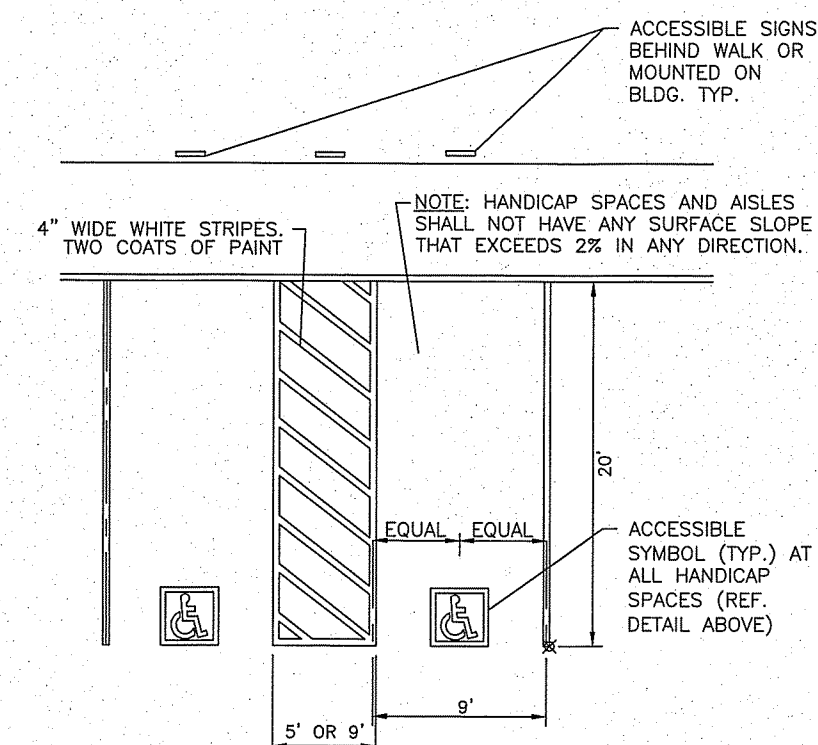 ACCESSIBLE SIGNS
BEHIND WALK OR
MOUNTED ON
BLDG. TYP.
4" WIDE WHITE STRIPES.
TWO COATS OF PAINT
NOTE: HANDICAP SPACES AND AISLES
SHALL NOT HAVE ANY SURFACE SLOPE
THAT EXCEEDS 2% IN ANY DIRECTION.
20'
EQUAL EQUAL
ACCESSIBLE
SYMBOL (TYP.) AT
ALL HANDICAP
SPACES (REF.
DETAIL ABOVE)
9'
5' OR 9'